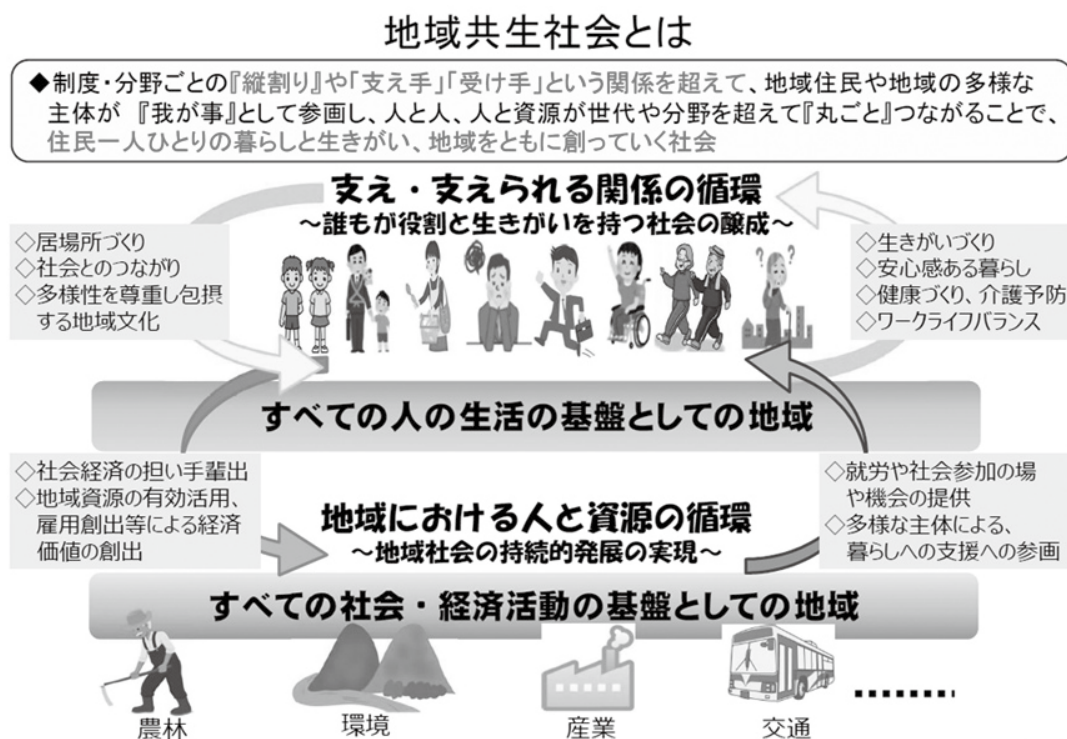 地域共生社会とは
◆制度・分野ごとの『縦割り』や「支え手」「受け手」という関係を超えて、地域住民や地域の多様な
主体が 『我が事』として参画し、人と人、人と資源が世代や分野を超えて『丸ごと』つながることで、
住民一人ひとりの暮らしと生きがい、地域をともに創っていく社会
支え・支えられる関係の循環
~誰もが役割と生きがいを持つ社会の醸成~
◇居場所づくり
◇社会とのつながり
◇多様性を尊重し包摂
する地域文化
◇生きがいづくり
◇安心感ある暮らし
◇健康づくり、介護予防
◇ワークライフバランス
? ?
すべての人の生活の基盤としての地域
◇社会経済の担い手輩出
◇地域資源の有効活用、
雇用創出等による経済
価値の創出
地域における人と資源の循環
~地域社会の持続的発展の実現~
◇就労や社会参加の場
や機会の提供
◇多様な主体による、
暮らしへの支援への参画
すべての社会・経済活動の基盤としての地域
農林
環境
産業
交通